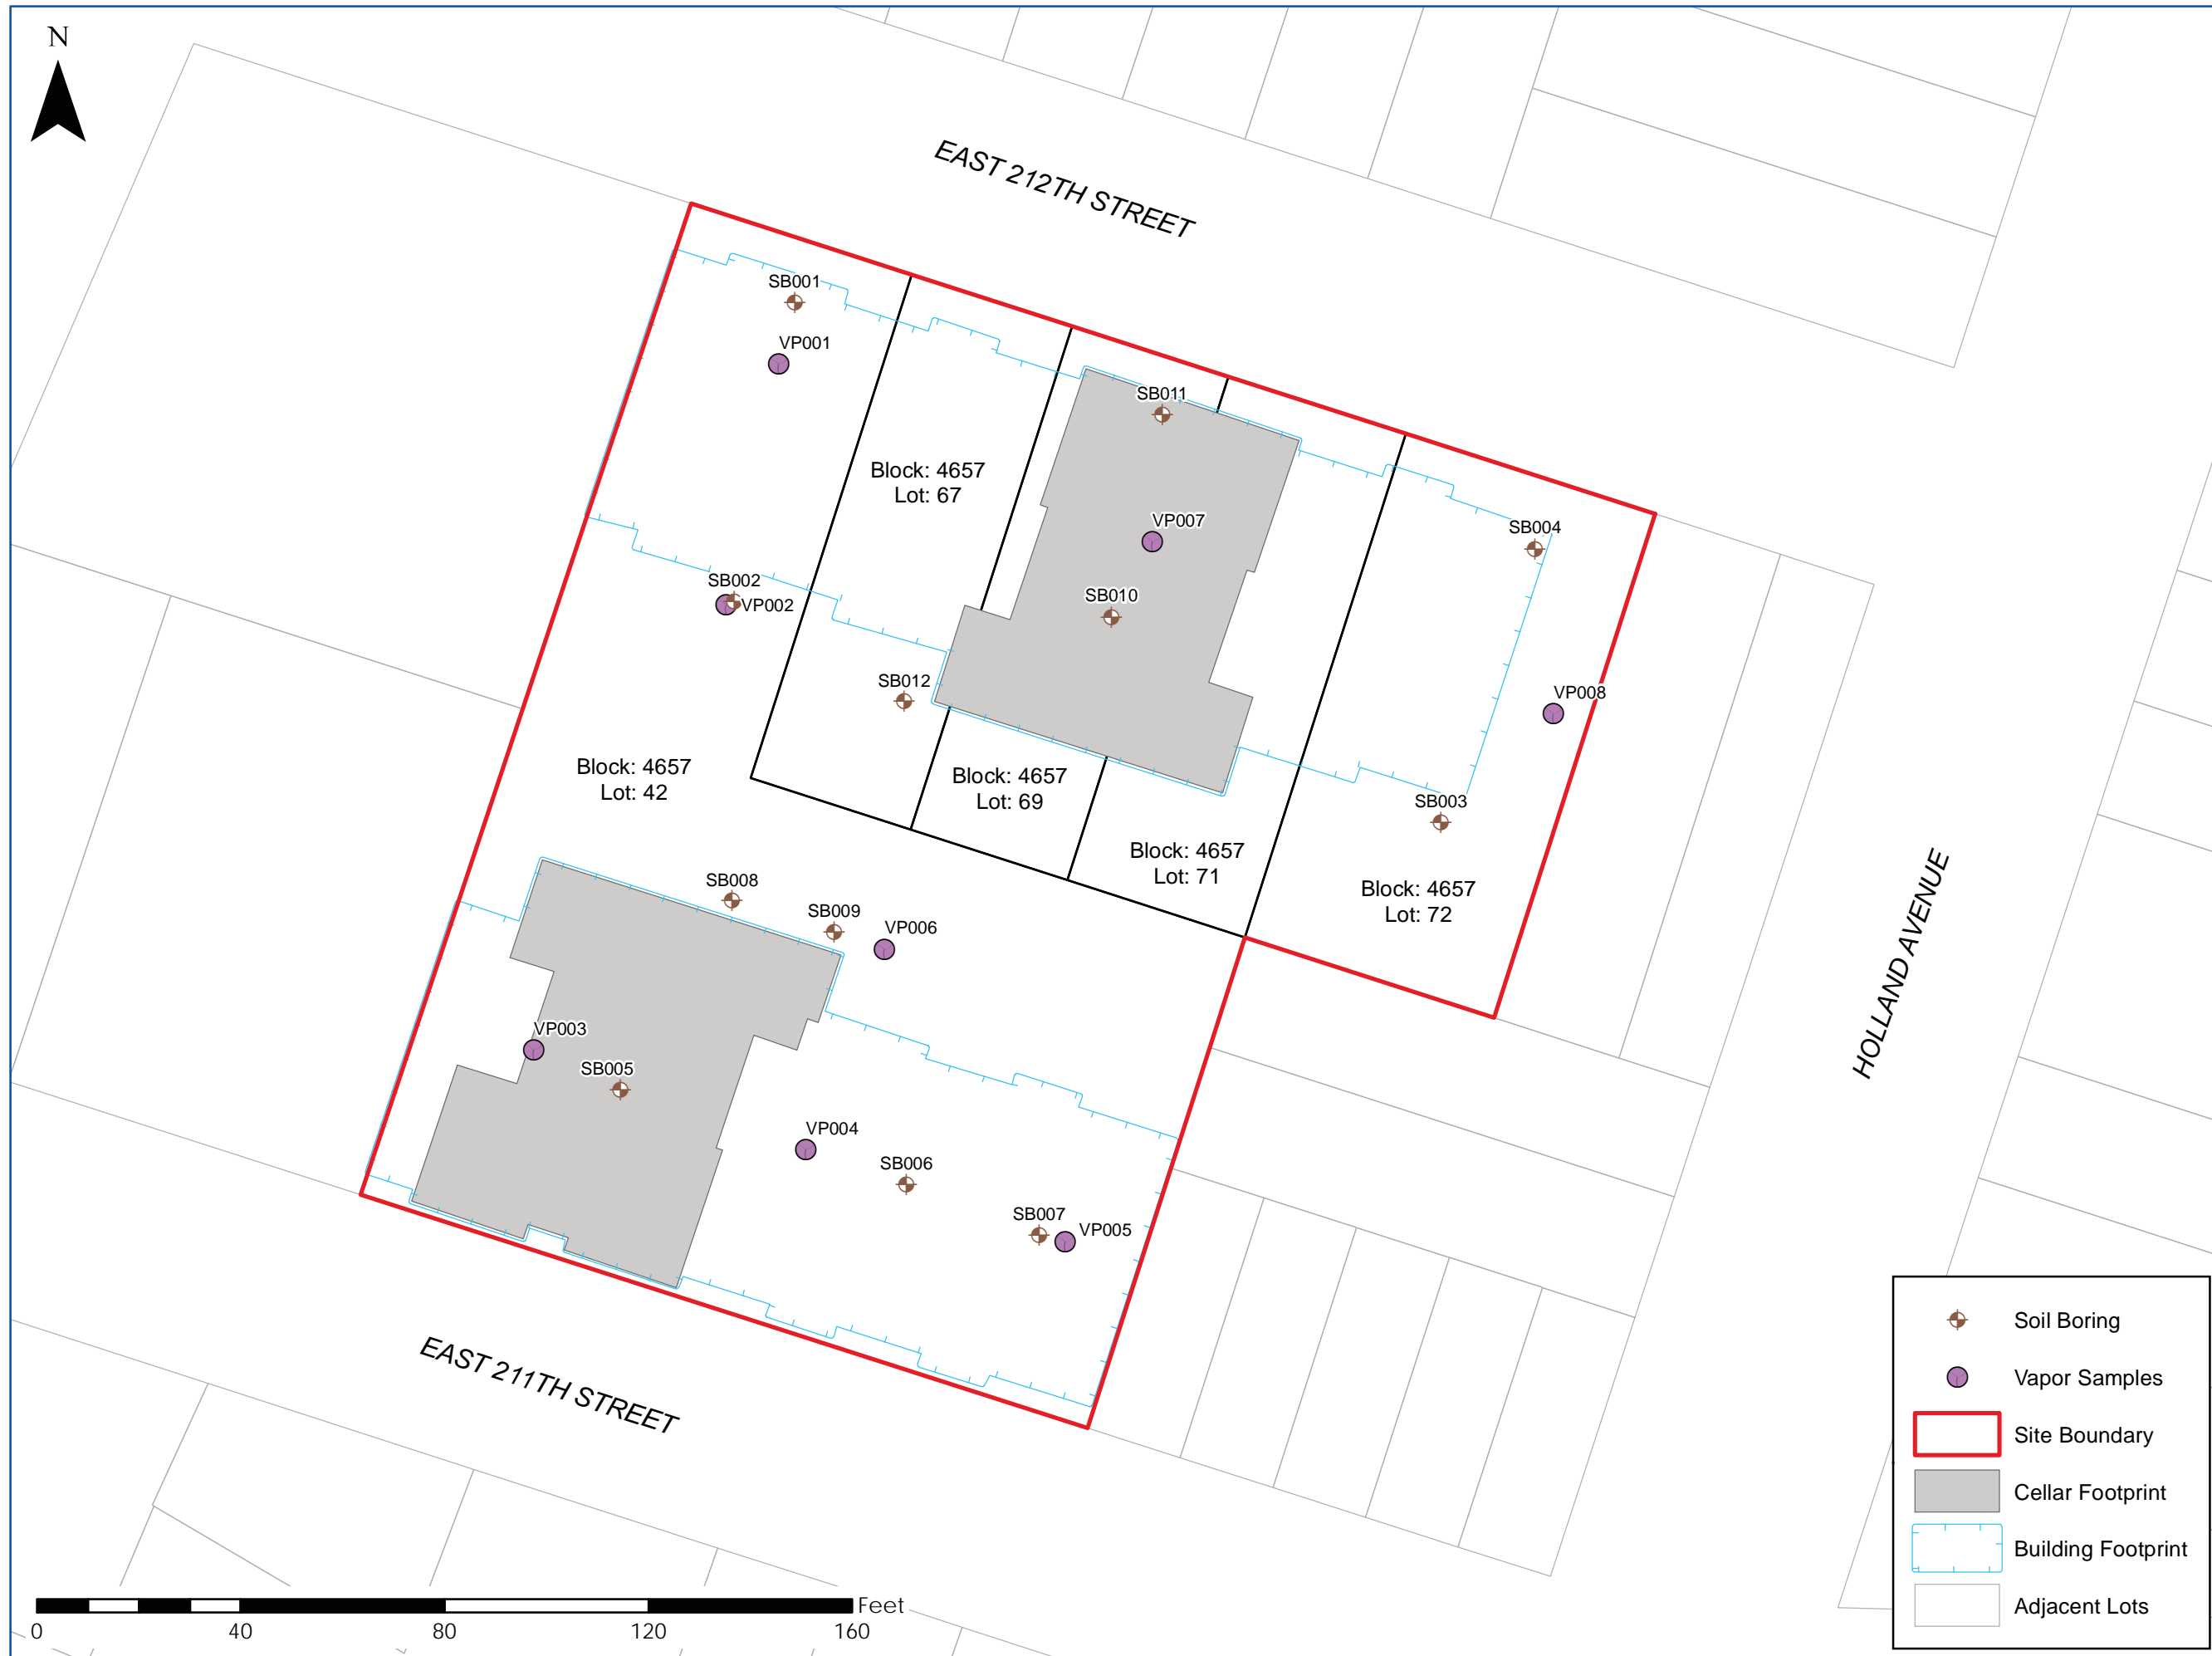 N
EAST 212TH STREET
SB001
VP001
SB011
Block: 4657
Lot: 67
VP007
SB004
SB002
VP002
SB010
SB012
VP008
Block: 4657
Lot: 42
Block: 4657
Lot: 69
SB003
Block: 4657
Lot: 71
Block: 4657
Lot: 72
SB008
SB009
VP006
HOLLAND AVENUE
VP003
SB005
VP004
SB006
SB007
VP005
EAST 211TH STREET
Soil Boring
Vapor Samples
Site Boundary
Cellar Footprint
Building Footprint
Adjacent Lots
Feet
0 40 80 120 160